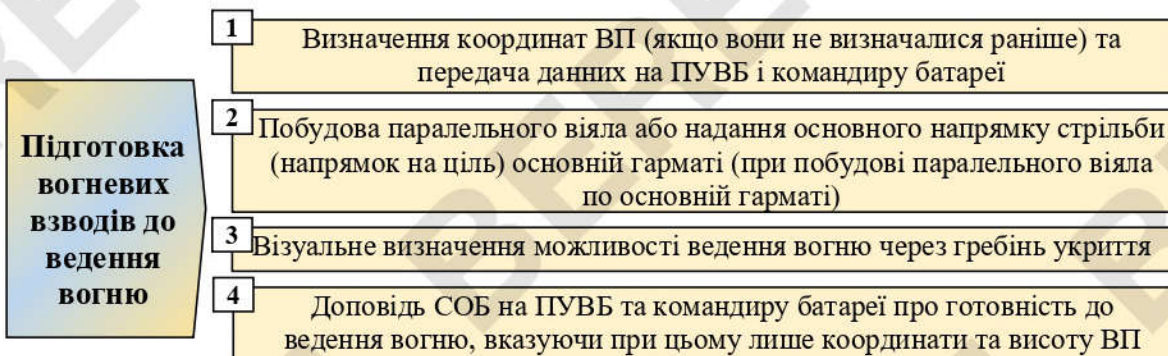 Підготовка
вогневих
взводів до
ведення
вогню
1
Визначення координат ВП (якщо вони не визначалися раніше) та
передача данних на ПУВБ і командиру батареї
2
Побудова паралельного віяла або надання основного напрямку стрільби
(напрямок на ціль) основній гарматі (при побудові паралельного віяла
по основній гарматі)
3
Візуальне визначення можливості ведення вогню через гребінь укриття
4
Доповідь СОБ на ПУВБ та командиру батареї про готовність до
ведення вогню, вказуючи при цьому лише координати та висоту ВП